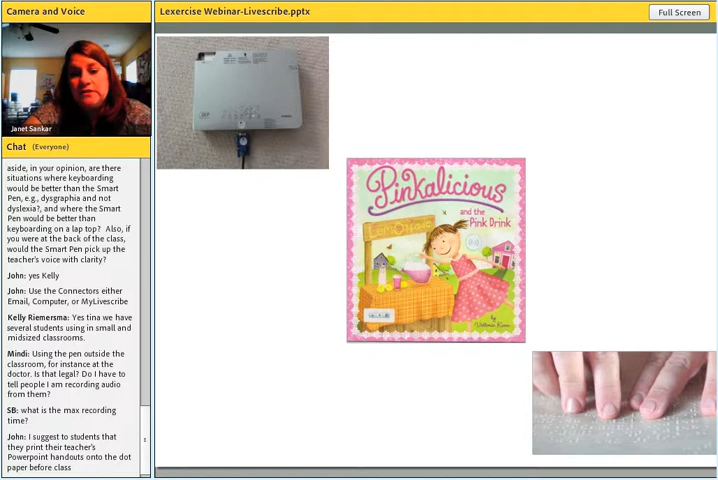 Camera and Voice
Janet Sankar
Chat (Everyone)
aside, in your opinion, are there
situations where keyboarding
would be better than the Smart
Pen, e.g., dysgraphia and not
dyslexia?, and where the Smart
Pen would be better than
keyboarding on a lap top?  Also, if
you were at the back of the class,
would the Smart Pen pick up the
teacher's voice with clarity?
John: yes Kelly
John: Use the Connectors either
Email, Computer, or MyLivescribe
Kelly Riemersma: Yes tina we have
several students using in small and
midsized classrooms.
Mindi: Using the pen outside the
classroom, for instance at the
doctor. Is that legal? Do I have to
tell people I am recording audio
from them?
SB: what is the max recording
time?
John: I suggest to students that
they print their teacher's
Powerpoint handouts onto the dot
paper before class
Lexercise Webinar-Livescribe.pptx
Full Screen
Pinkalicious
and the
Pink Drink
LEMONADE
by